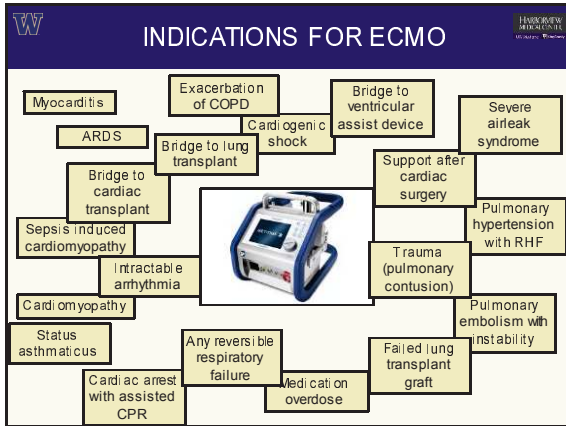 W
HARBORVIEW
MEDICAL CENTER
INDICATIONS FOR ECMO
Myocarditis
Exacerbation
of COPD
Bridge to
ventricular
assist device
Severe
airleak
syndrome
ARDS
Cardiogenic
shock
Bridge to lung
transplant
Support after
cardiac
surgery
Bridge to
cardiac
transplant
Pulmonary
hypertension
with RHF
Sepsis induced
cardiomyopathy
Trauma
(pulmonary
contusion)
Intractable
arrhythmia
Cardiomyopathy
Pulmonary
embolism with
instability
Status
asthmaticus
Any reversible
respiratory
failure
Failed lung
transplant
graft
Cardiac arrest
with assisted
CPR
Medication
overdose